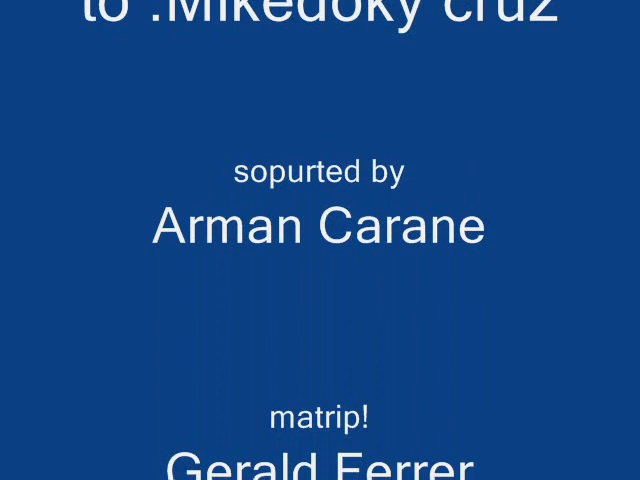 to :Mikedoky cruz
sopurted by
Arman Carane
matrip!
Gerald Ferrer